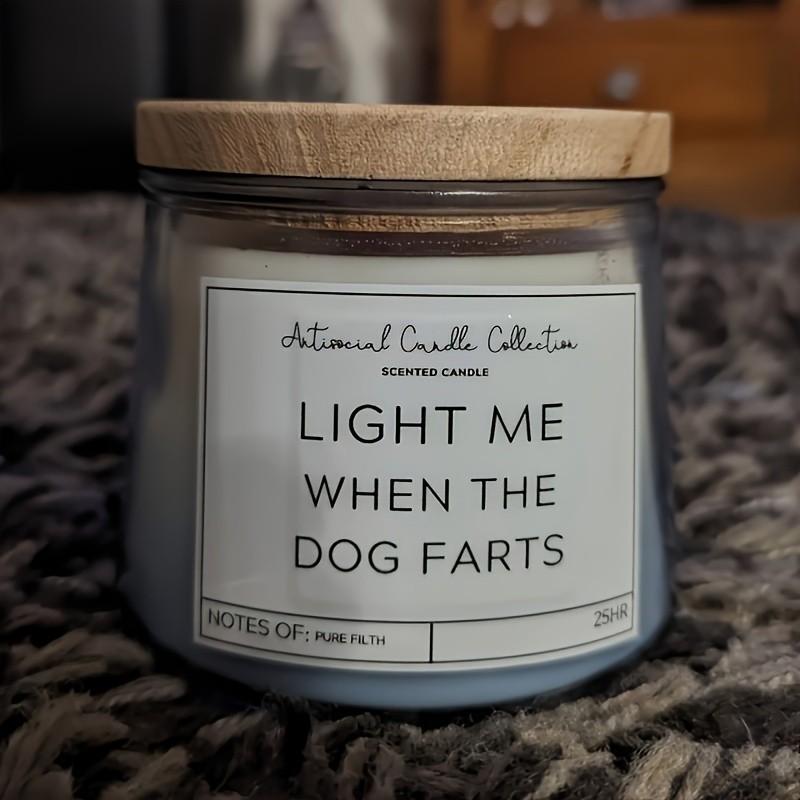 Antisocial Candle Collection
SCENTED CANDLE
LIGHT ME
WHEN THE
DOG FARTS
NOTES OF: PURE FILTH
25HR